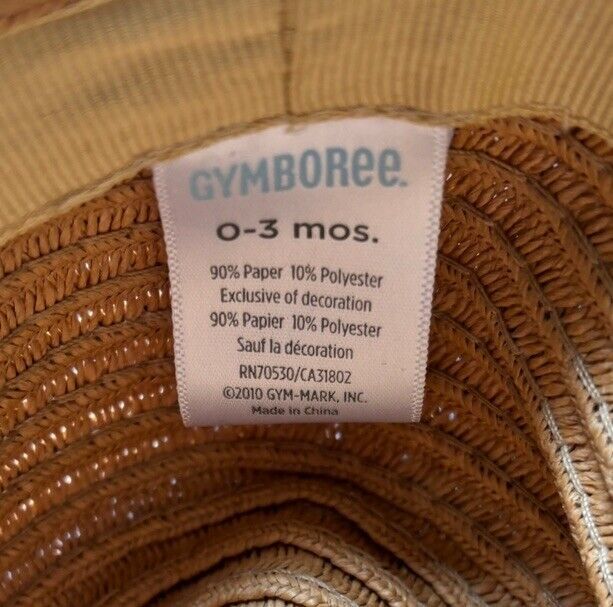 GYMBORee.
0-3 mos.
90% Paper 10% Polyester
Exclusive of decoration
90% Papier 10% Polyester
Sauf la décoration
RN70530/CA31802
©2010 GYM-MARK, INC.
Made in China